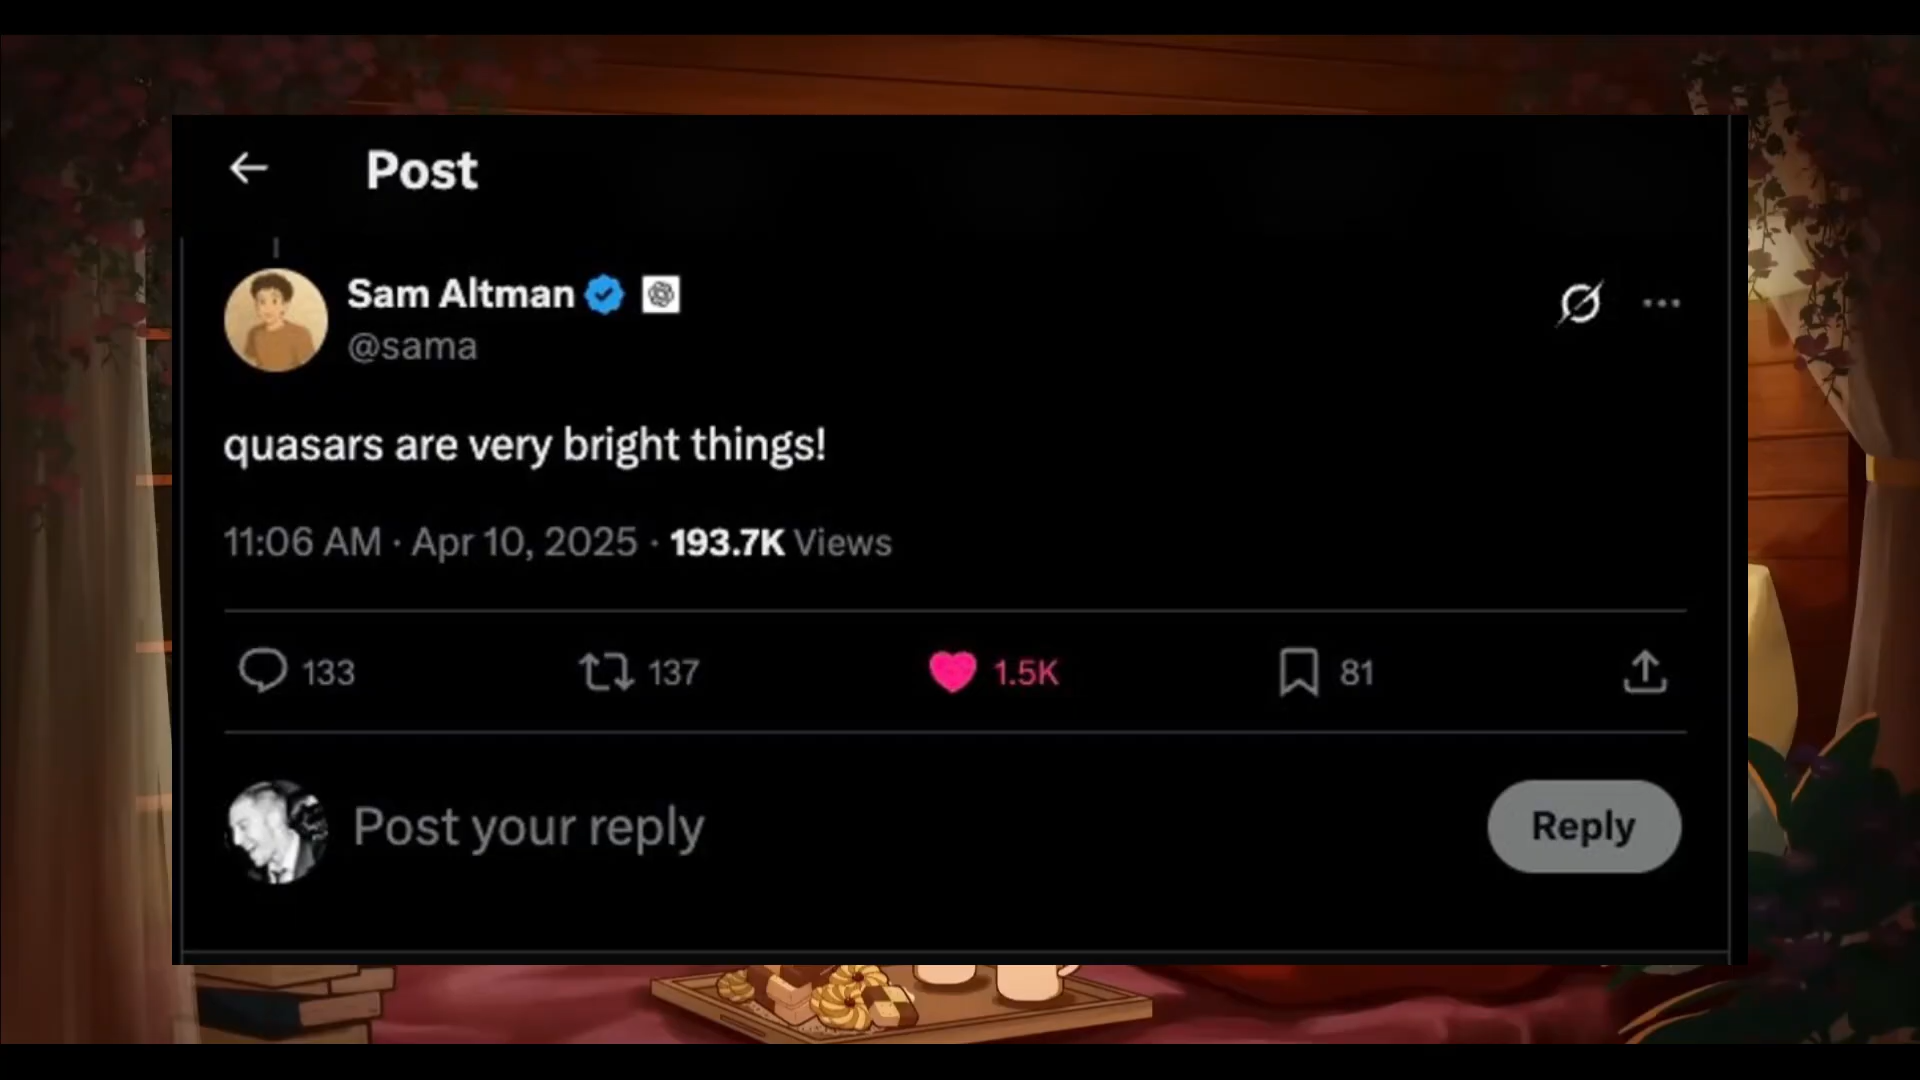 Post
Sam Altman
@sama
quasars are very bright things!
11:06 AM · Apr 10, 2025 · 193.7K Views
133 137 1.5K 81
Post your reply
Reply